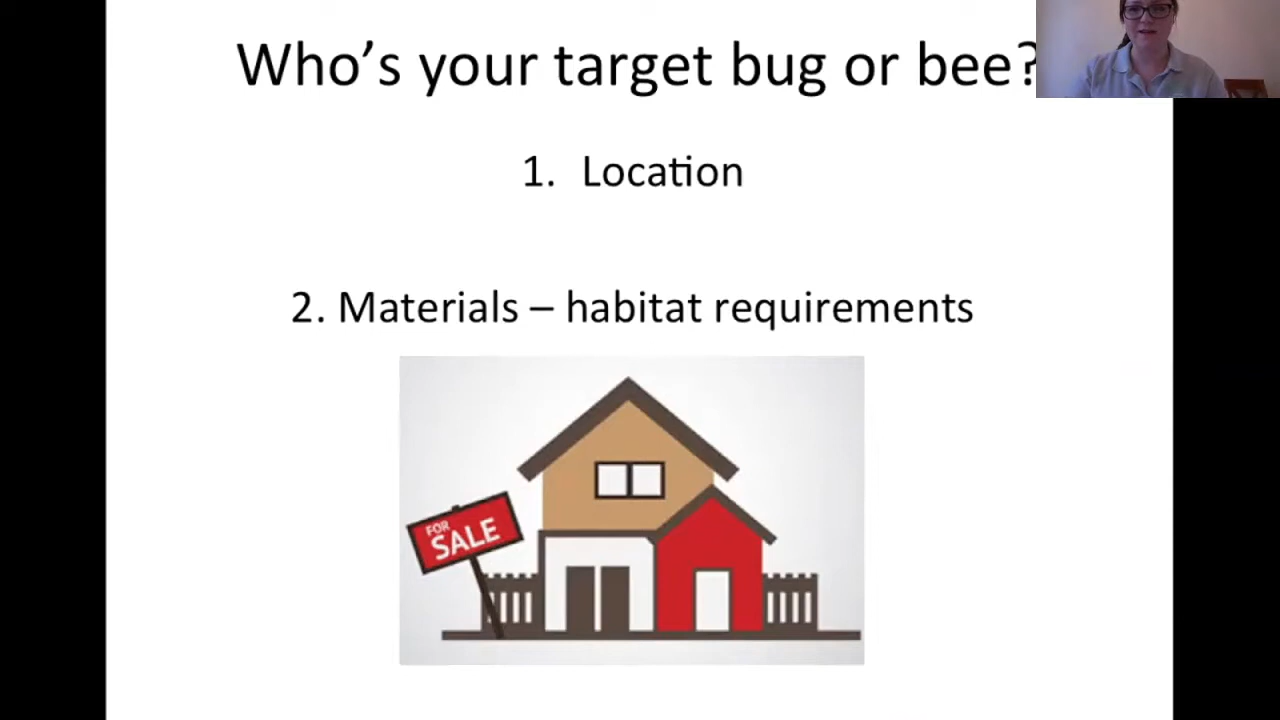 Who’s your target bug or bee?
1. Location
2. Materials – habitat requirements
FOR
SALE